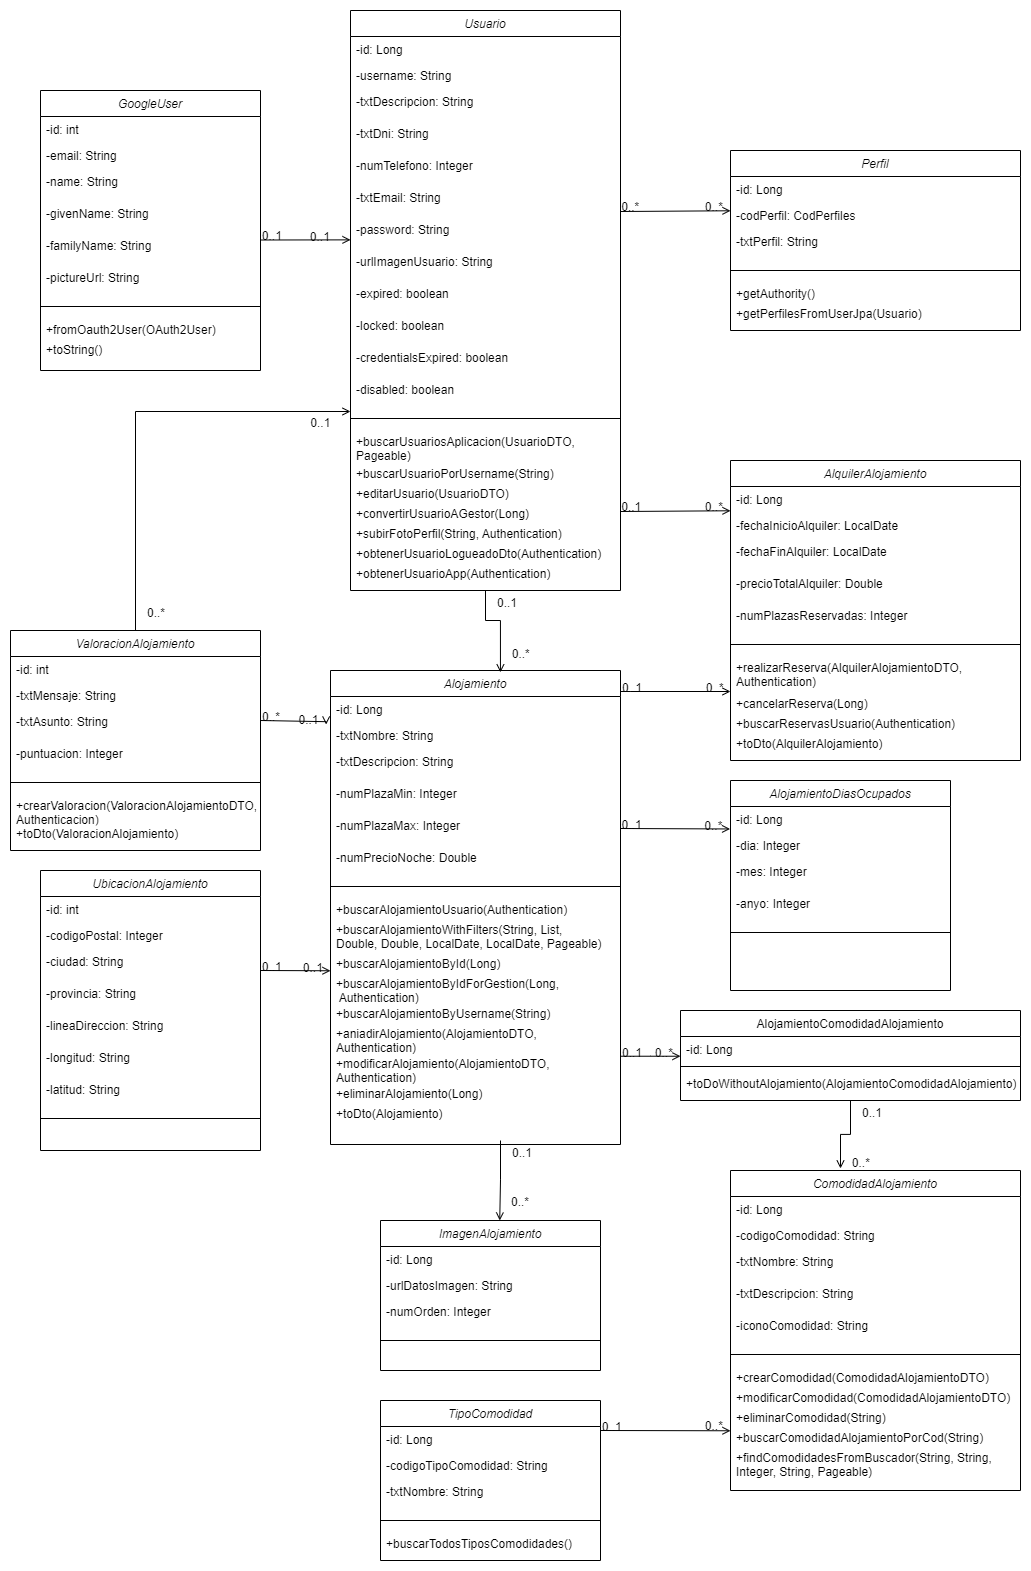 Usuario
-id: Long
-username: String
-txtDescripcion: String
-txtDni: String
-numTelefono: Integer
-txtEmail: String
-password: String
-urlImagenUsuario: String
-expired: boolean
-locked: boolean
-credentialsExpired: boolean
-disabled: boolean
+buscarUsuariosAplicacion(UsuarioDTO,
Pageable)
+buscarUsuarioPorUsername(String)
+editarUsuario(UsuarioDTO)
+convertirUsuarioAGestor(Long)
+subirFotoPerfil(String, Authentication)
+obtenerUsuarioLogueadoDto(Authentication)
+obtenerUsuarioApp(Authentication)
GoogleUser
-id: int
-email: String
-name: String
-givenName: String
-familyName: String
-pictureUrl: String
+fromOauth2User(OAuth2User)
+toString()
0..1
0..1
Perfil
-id: Long
-codPerfil: CodPerfiles
-txtPerfil: String
+getAuthority()
+getPerfilesFromUserJpa(Usuario)
0..*
0..*
0..1
0..*
AlquilerAlojamiento
-id: Long
-fechaInicioAlquiler: LocalDate
-fechaFinAlquiler: LocalDate
-precioTotalAlquiler: Double
-numPlazasReservadas: Integer
+realizarReserva(AlquilerAlojamientoDTO,
Authentication)
+cancelarReserva(Long)
+buscarReservasUsuario(Authentication)
+toDto(AlquilerAlojamiento)
0..1
0..*
0..1
0..*
ValoracionAlojamiento
-id: int
-txtMensaje: String
-txtAsunto: String
-puntuacion: Integer
+crearValoracion(ValoracionAlojamientoDTO,
Authenticacion)
+toDto(ValoracionAlojamiento)
0..*
0..1
Alojamiento
-id: Long
-txtNombre: String
-txtDescripcion: String
-numPlazaMin: Integer
-numPlazaMax: Integer
-numPrecioNoche: Double
+buscarAlojamientoUsuario(Authentication)
+buscarAlojamientoWithFilters(String, List,
Double, Double, LocalDate, LocalDate, Pageable)
+buscarAlojamientoById(Long)
+buscarAlojamientoByIdForGestion(Long,
Authentication)
+buscarAlojamientoByUsername(String)
+aniadirAlojamiento(AlojamientoDTO,
Authentication)
+modificarAlojamiento(AlojamientoDTO,
Authentication)
+eliminarAlojamiento(Long)
+toDto(Alojamiento)
0..1
0..*
AlojamientoDiasOcupados
-id: Long
-dia: Integer
-mes: Integer
-anyo: Integer
0..1
0..*
UbicacionAlojamiento
-id: int
-codigoPostal: Integer
-ciudad: String
-provincia: String
-lineaDireccion: String
-longitud: String
-latitud: String
0..1
0..1
AlojamientoComodidadAlojamiento
-id: Long
+toDoWithoutAlojamiento(AlojamientoComodidadAlojamiento)
0..1
0..*
0..1
0..*
0..1
0..*
ImagenAlojamiento
-id: Long
-urlDatosImagen: String
-numOrden: Integer
ComodidadAlojamiento
-id: Long
-codigoComodidad: String
-txtNombre: String
-txtDescripcion: String
-iconoComodidad: String
+crearComodidad(ComodidadAlojamientoDTO)
+modificarComodidad(ComodidadAlojamientoDTO)
+eliminarComodidad(String)
+buscarComodidadAlojamientoPorCod(String)
+findComodidadesFromBuscador(String, String,
Integer, String, Pageable)
TipoComodidad
-id: Long
-codigoTipoComodidad: String
-txtNombre: String
+buscarTodosTiposComodidades()
0..1
0..*